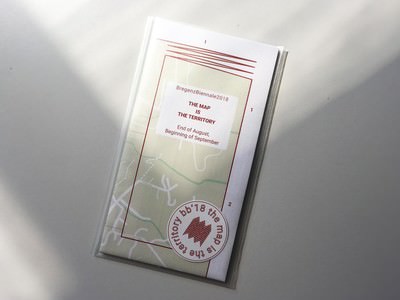 1
BregenzBiennale2018
THE MAP
IS
THE TERRITORY
End of August,
Beginning of September
1
2
bb'18 the map is the territory